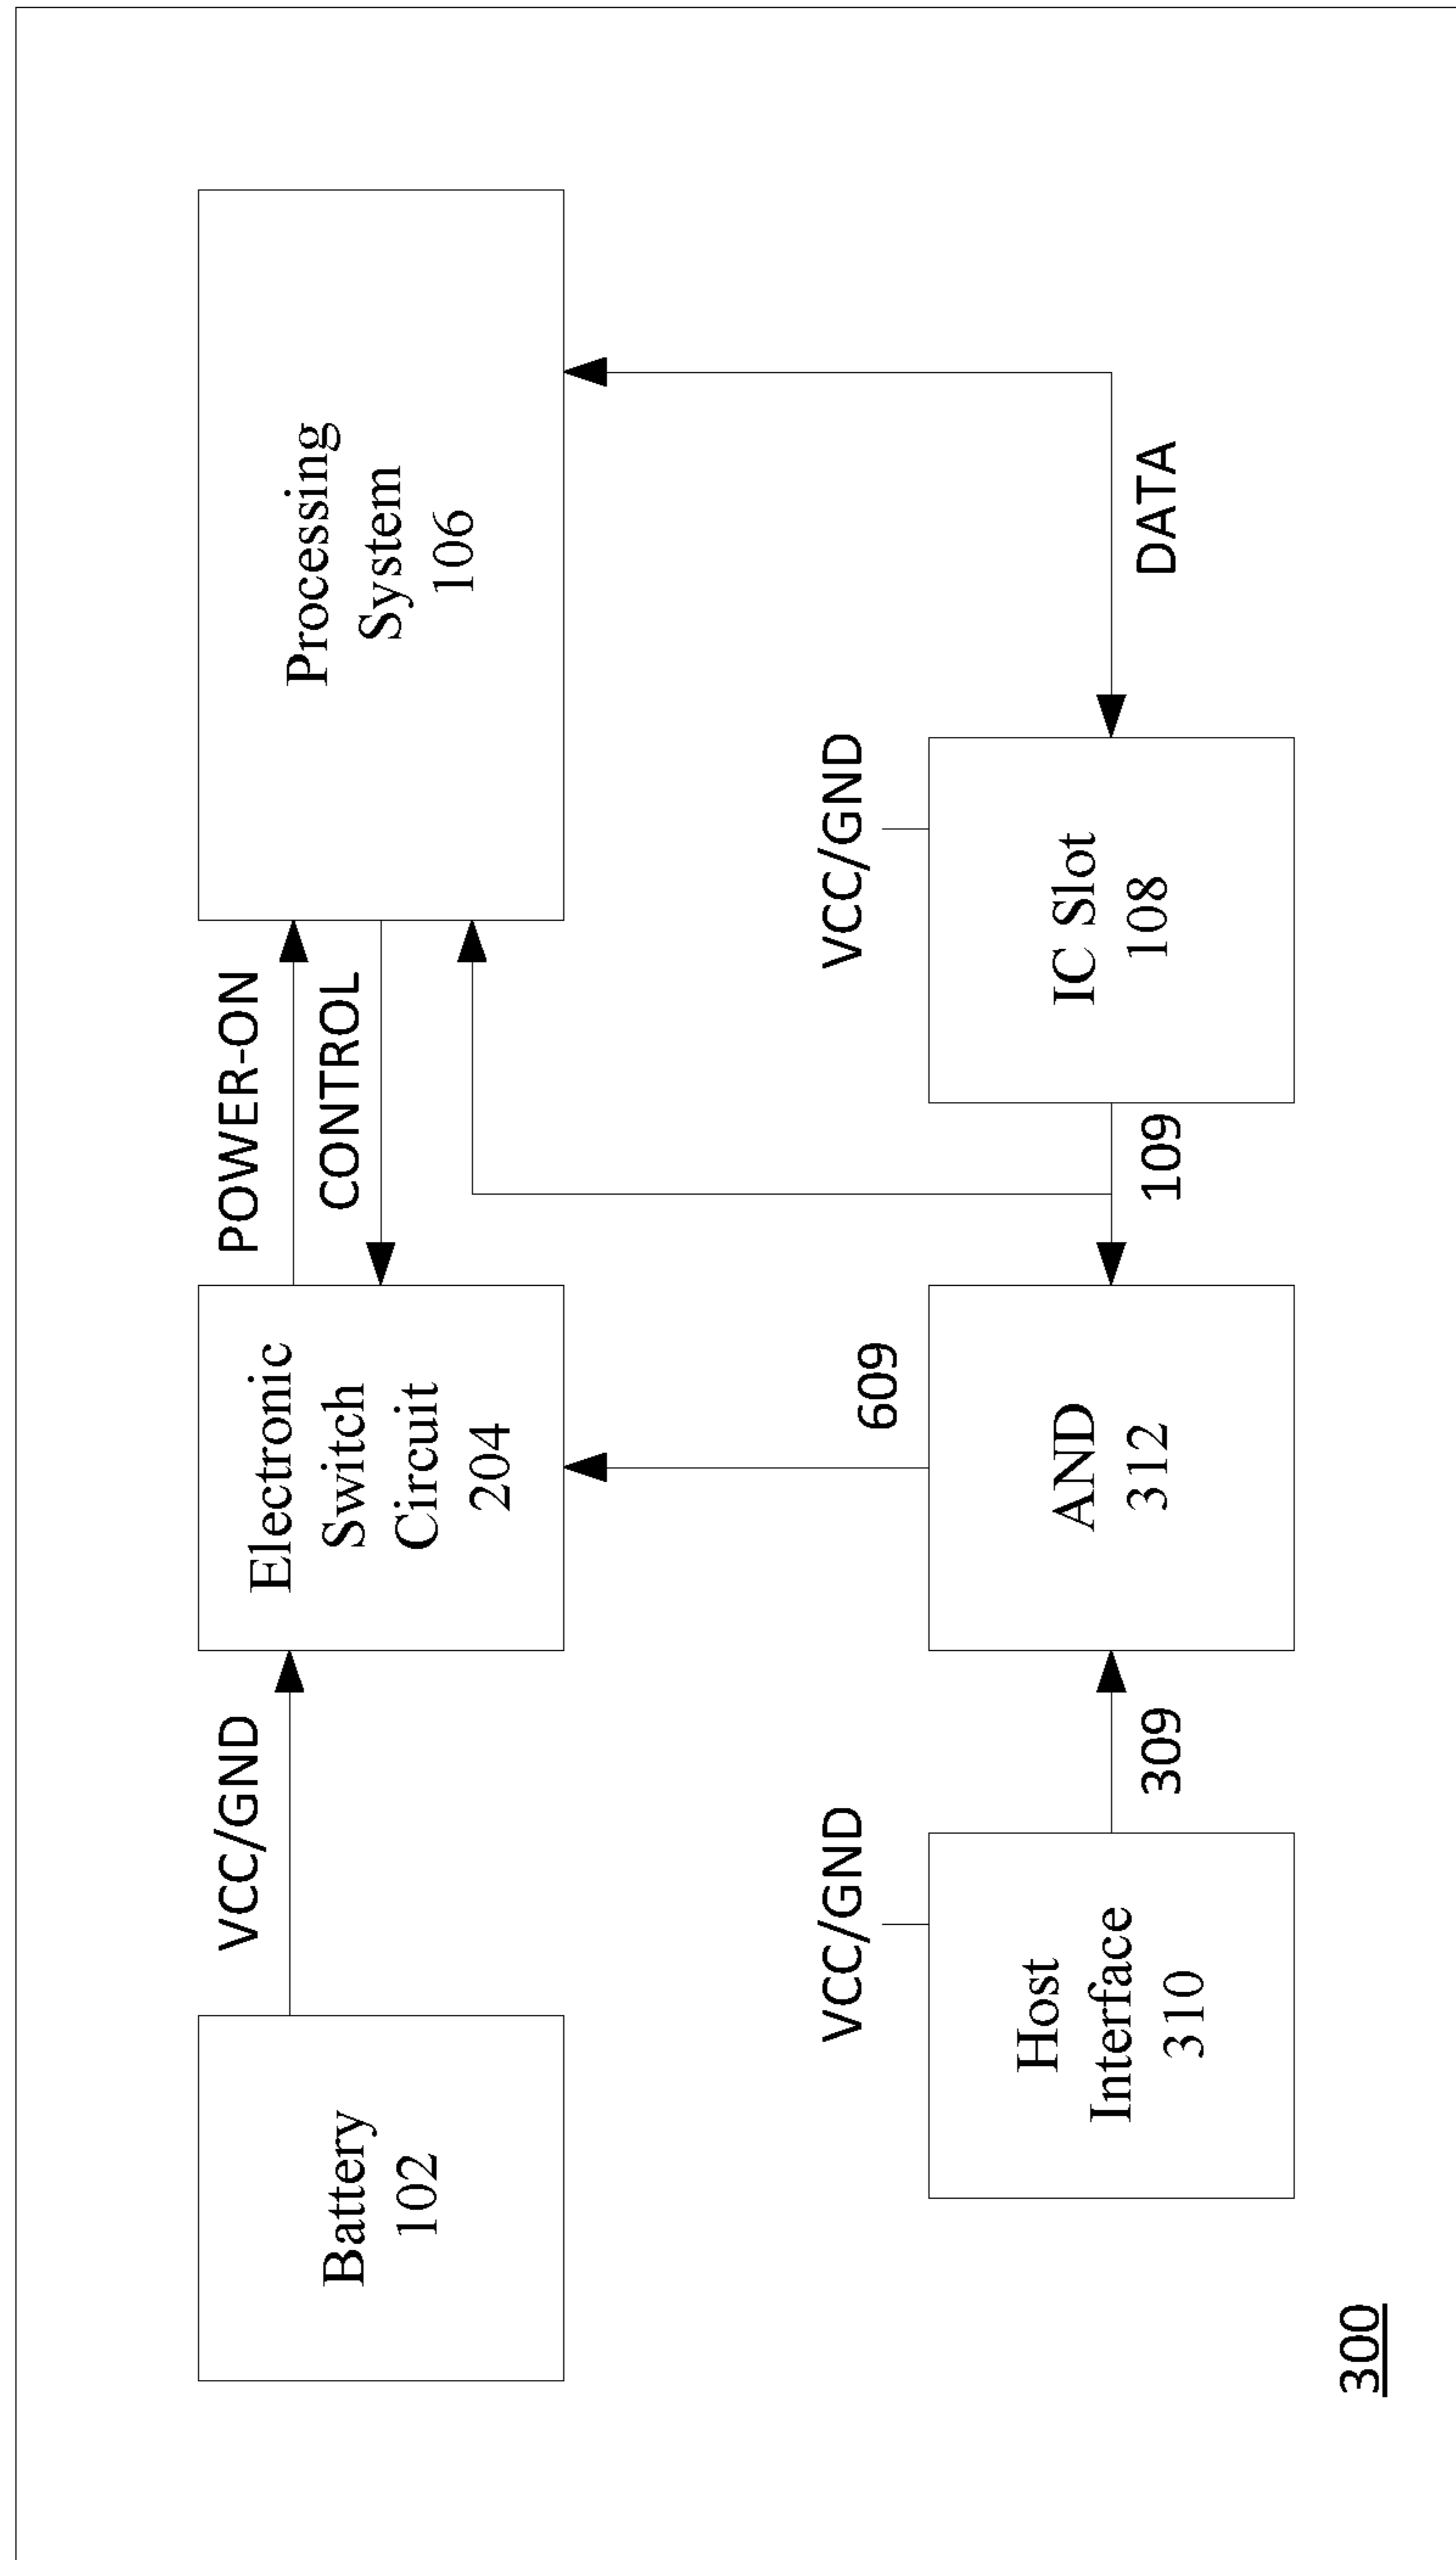 Battery
102
VCC/GND
Electronic
Switch
Circuit
204
POWER-ON
CONTROL
Processing
System
106
Host
Interface
310
VCC/GND
309
AND
312
609
109
IC Slot
108
VCC/GND
DATA
300